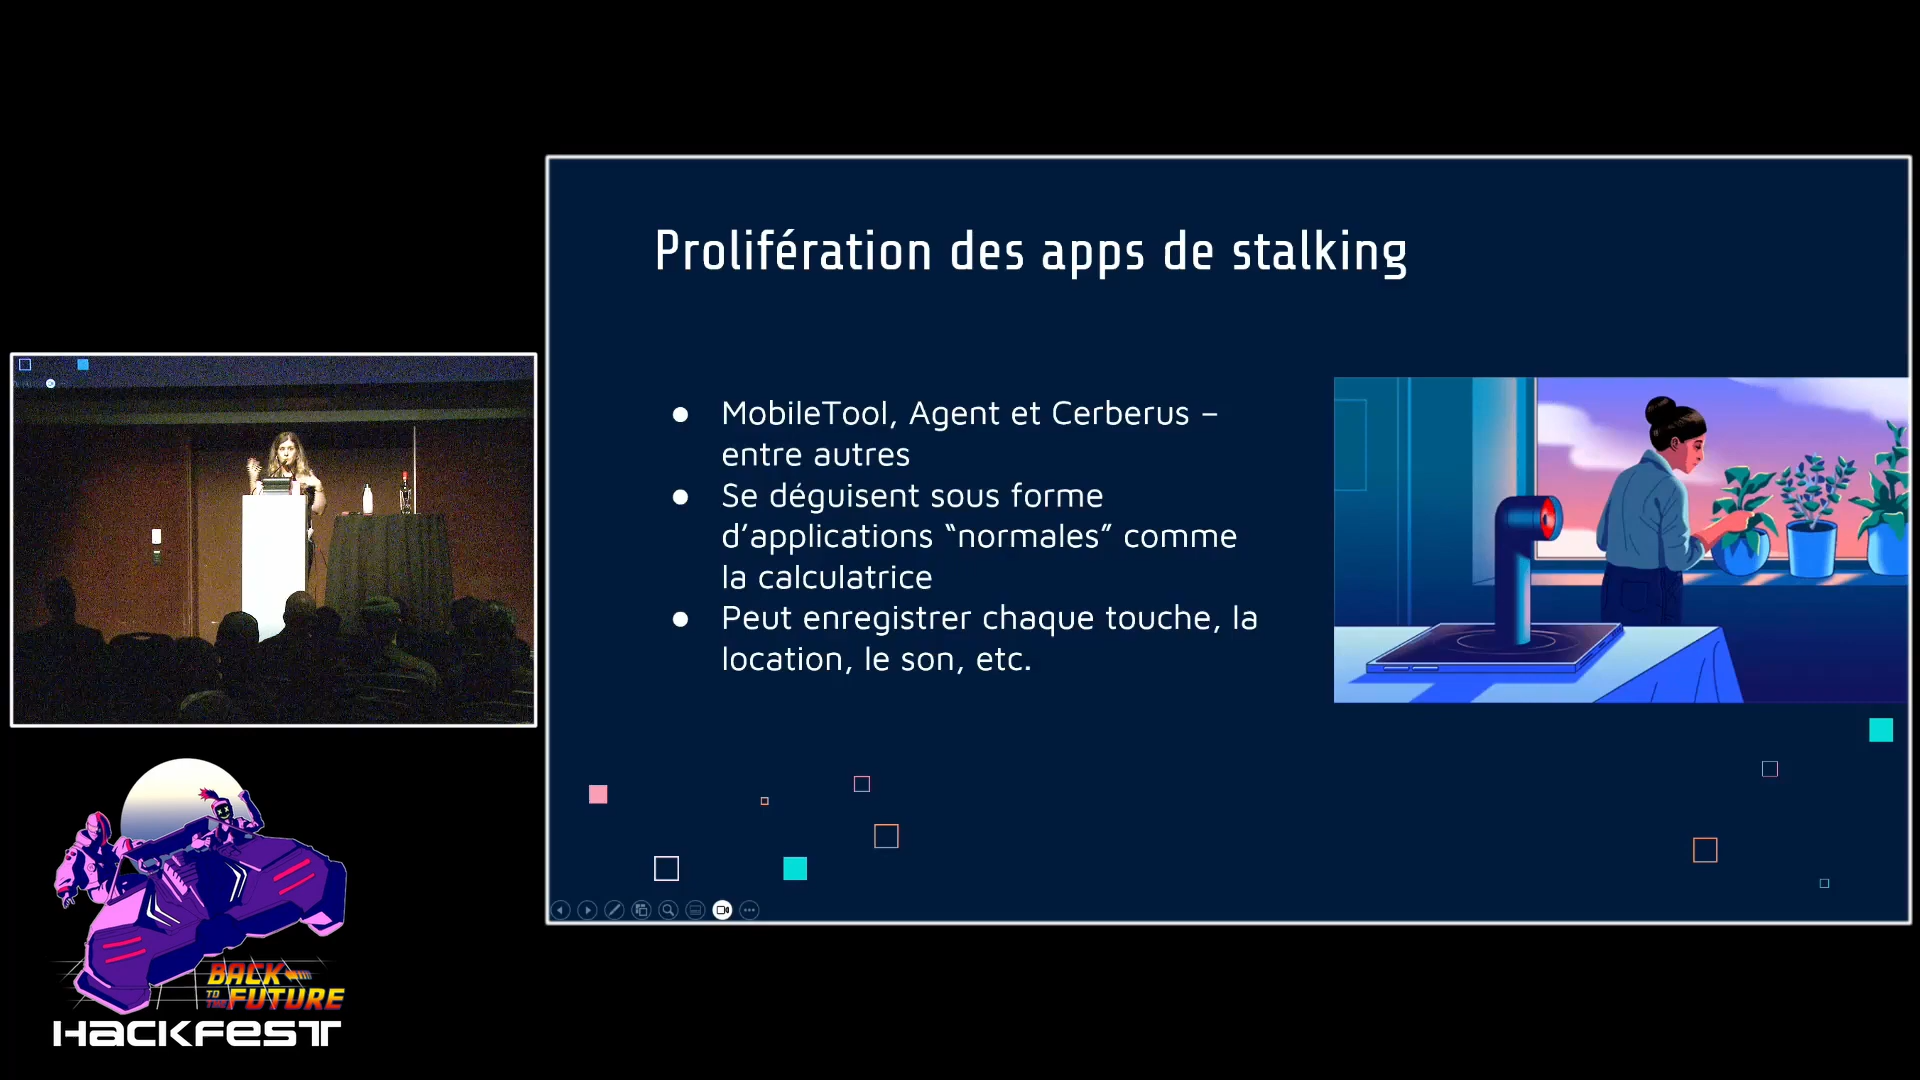 Prolifération des apps de stalking
● MobileTool, Agent et Cerberus –
entre autres
● Se déguisent sous forme
d’applications “normales” comme
la calculatrice
● Peut enregistrer chaque touche, la
location, le son, etc.
BACK
TO THE FUTURE
HACKFEST